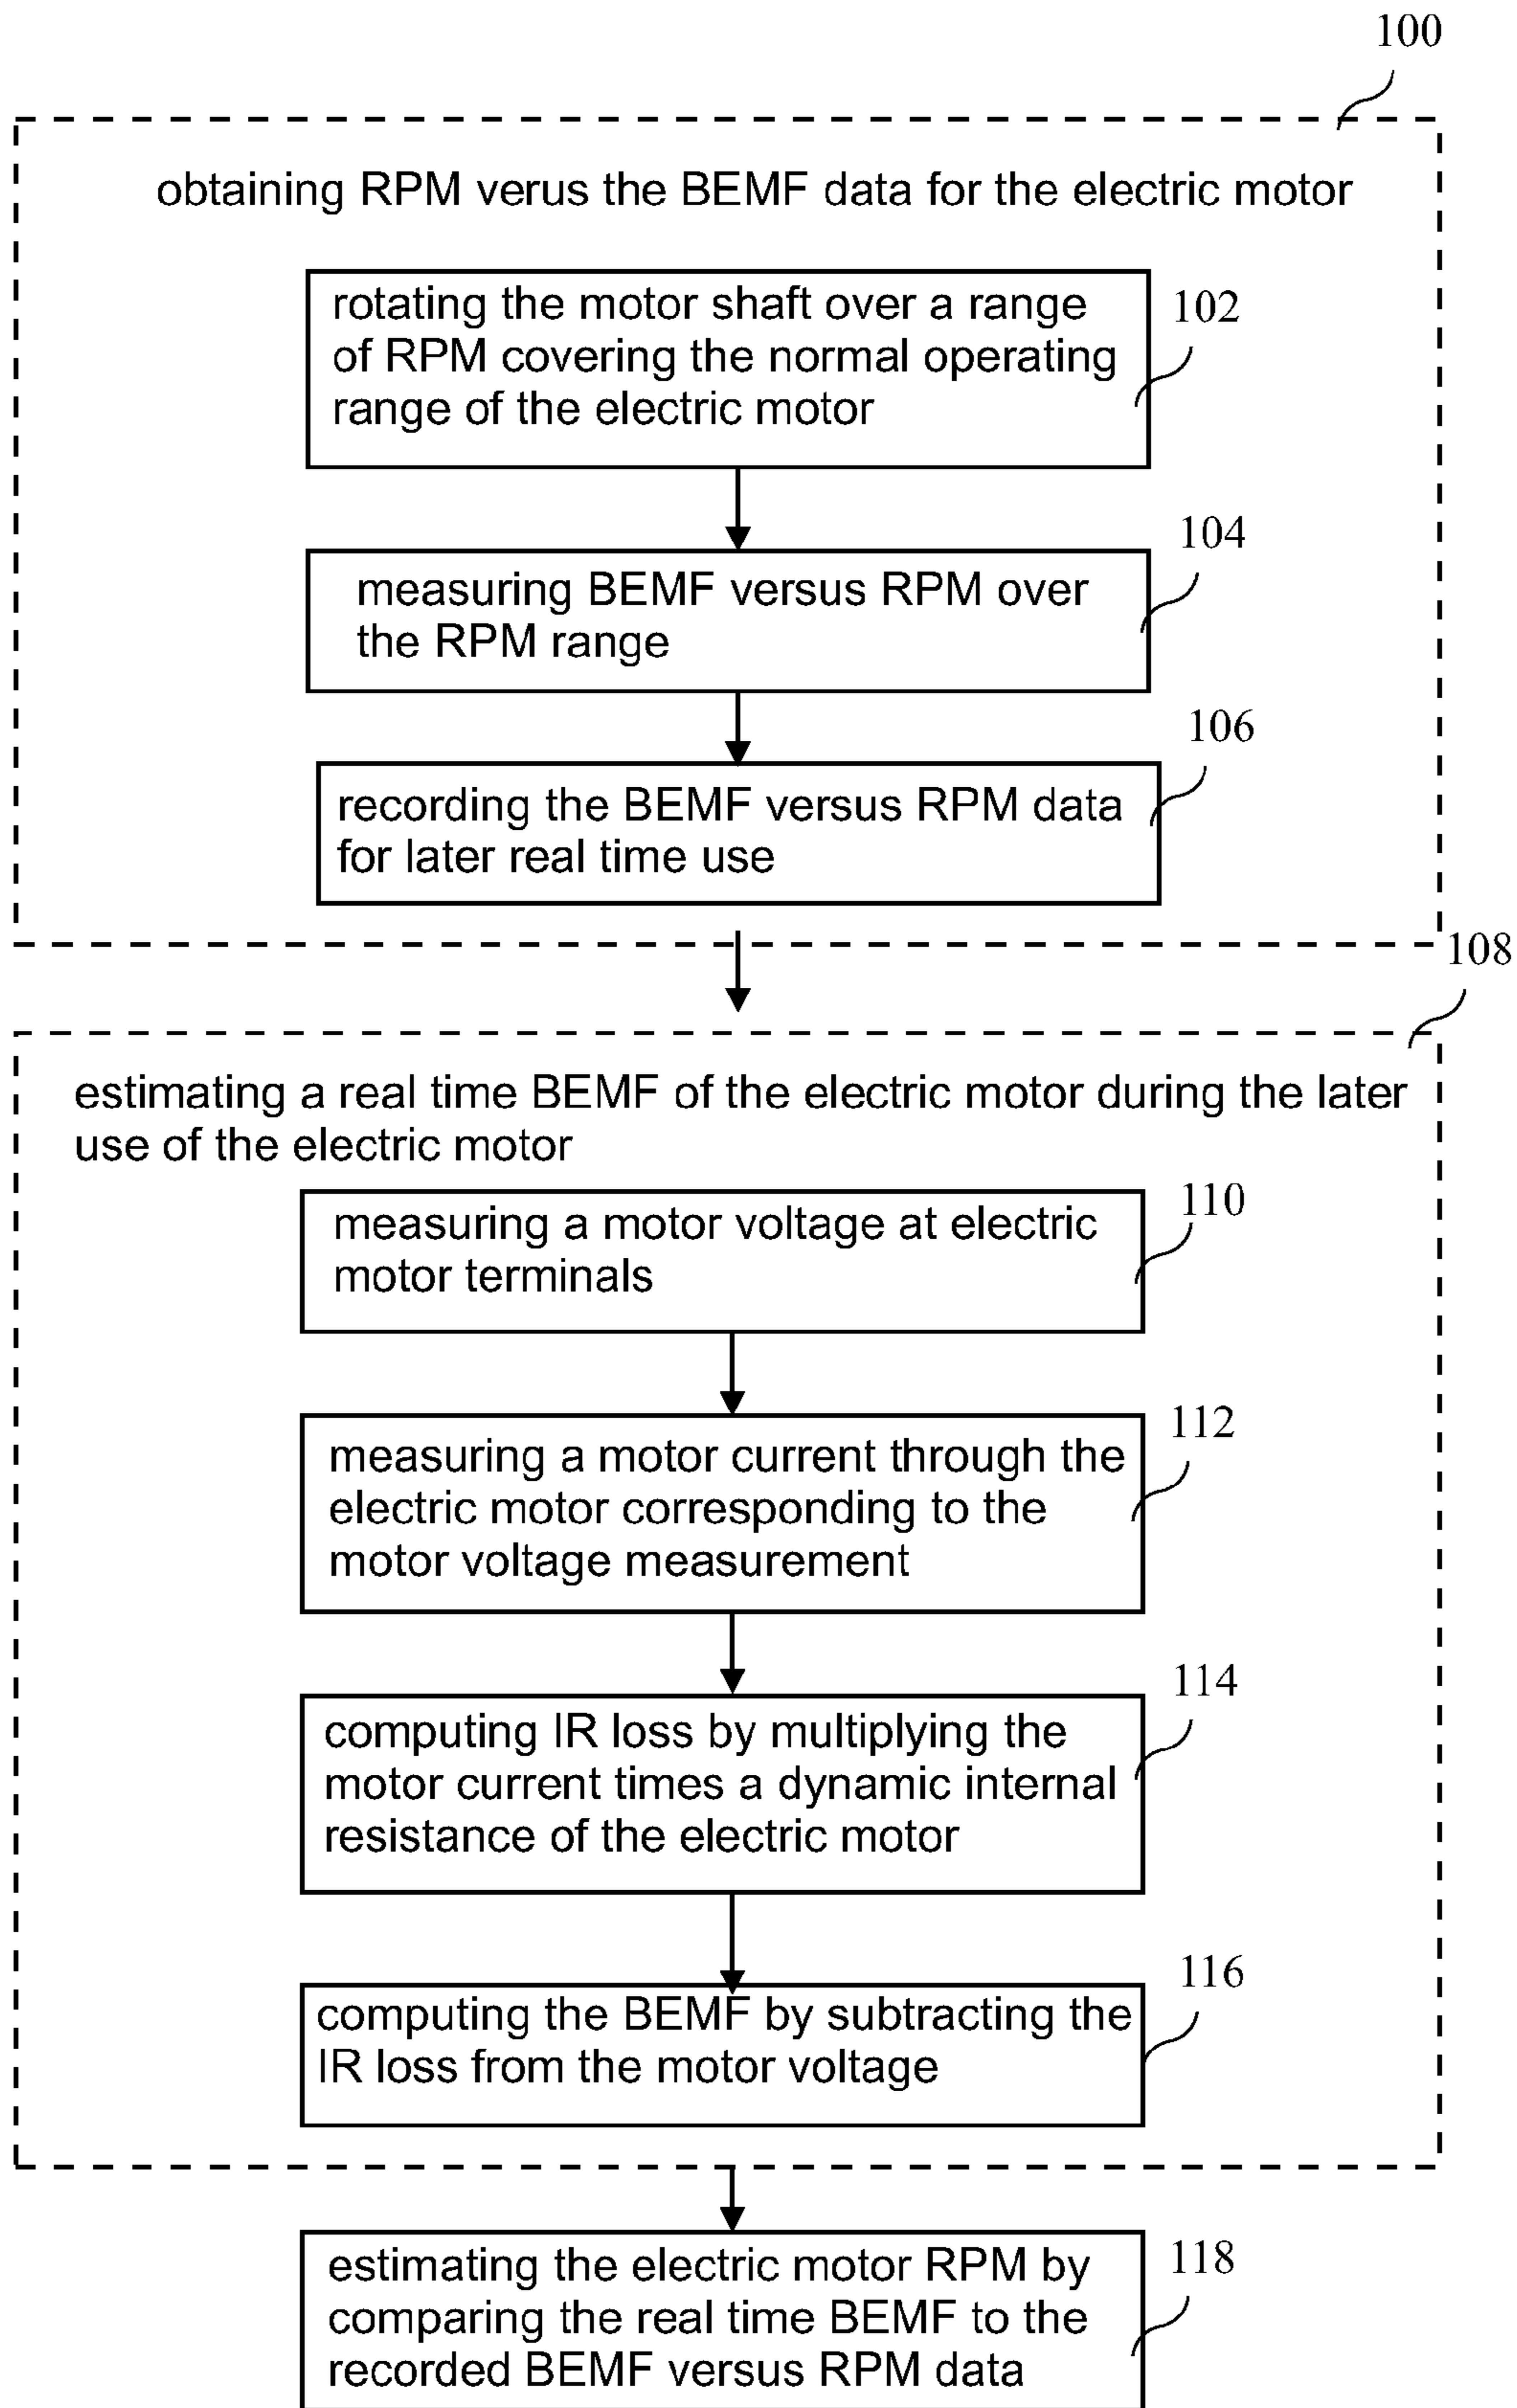 100
obtaining RPM verus the BEMF data for the electric motor
rotating the motor shaft over a range
of RPM covering the normal operating
range of the electric motor
102
measuring BEMF versus RPM over
the RPM range
104
recording the BEMF versus RPM data
for later real time use
106
108
estimating a real time BEMF of the electric motor during the later
use of the electric motor
measuring a motor voltage at electric
motor terminals
110
measuring a motor current through the
electric motor corresponding to the
motor voltage measurement
112
computing IR loss by multiplying the
motor current times a dynamic internal
resistance of the electric motor
114
computing the BEMF by subtracting the
IR loss from the motor voltage
116
estimating the electric motor RPM by
comparing the real time BEMF to the
recorded BEMF versus RPM data
118